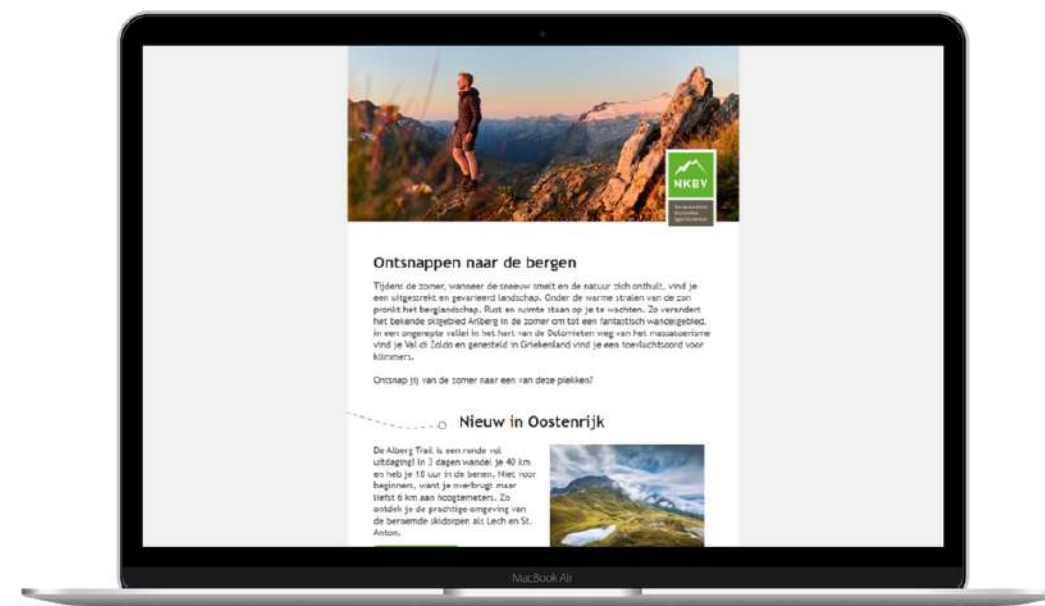 NKBV
Ontsnappen naar de bergen
Tijdens de zomer, wanneer de sneeuw smelt en de natuur zich onthult, vind je
een uitgestrekt en gevarieerd landschap. Onder de warme stralen van de zon
pronkt het berglandschap. Rust en ruimte staan op je te wachten. Zo verandert
het bekende skigebied Arlberg in de zomer om tot een fantastisch wandelgebied,
in een ongerepte vallei in het hart van de Dolomieten weg van het massatoerisme
vind je Val di Zoldo en genesteld in Griekenland vind je een toevluchtsoord voor
klimmers.
Ontsnap jij van de zomer naar een van deze plekken?
Nieuw in Oostenrijk
De Alberg Trail is een ronde vol
uitdaging! In 3 dagen wandel je 40 km
en heb je 18 uur in de benen. Niet voor
beginners, want je overbrugt maar
liefst 6 km aan hoogtemeters. Zo
ontdek je de prachtige omgeving van
de beroemde skidorpen als Lech en St.
Anton.
MacBook Air